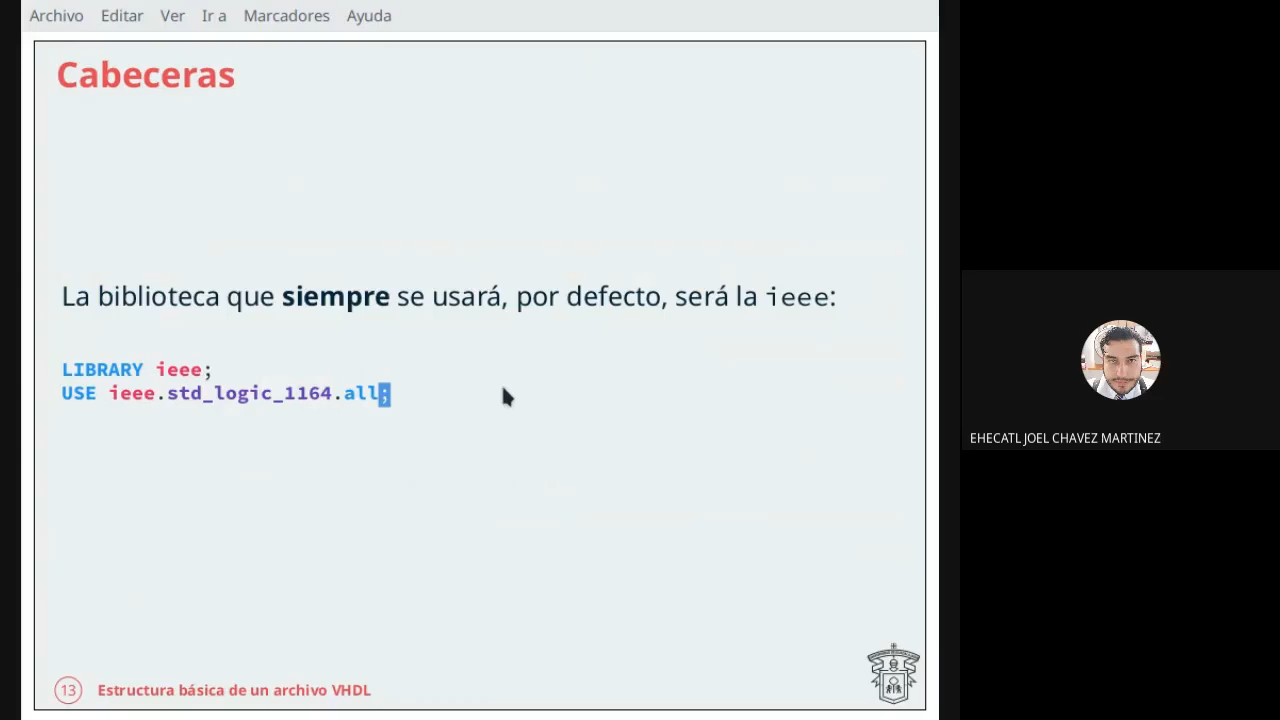 Archivo Editar Ver Ir a Marcadores Ayuda
Cabeceras
La biblioteca que siempre se usará, por defecto, será la ieee:
LIBRARY ieee;
USE ieee.std_logic_1164.all;
EHECATL JOEL CHAVEZ MARTINEZ
13 Estructura básica de un archivo VHDL